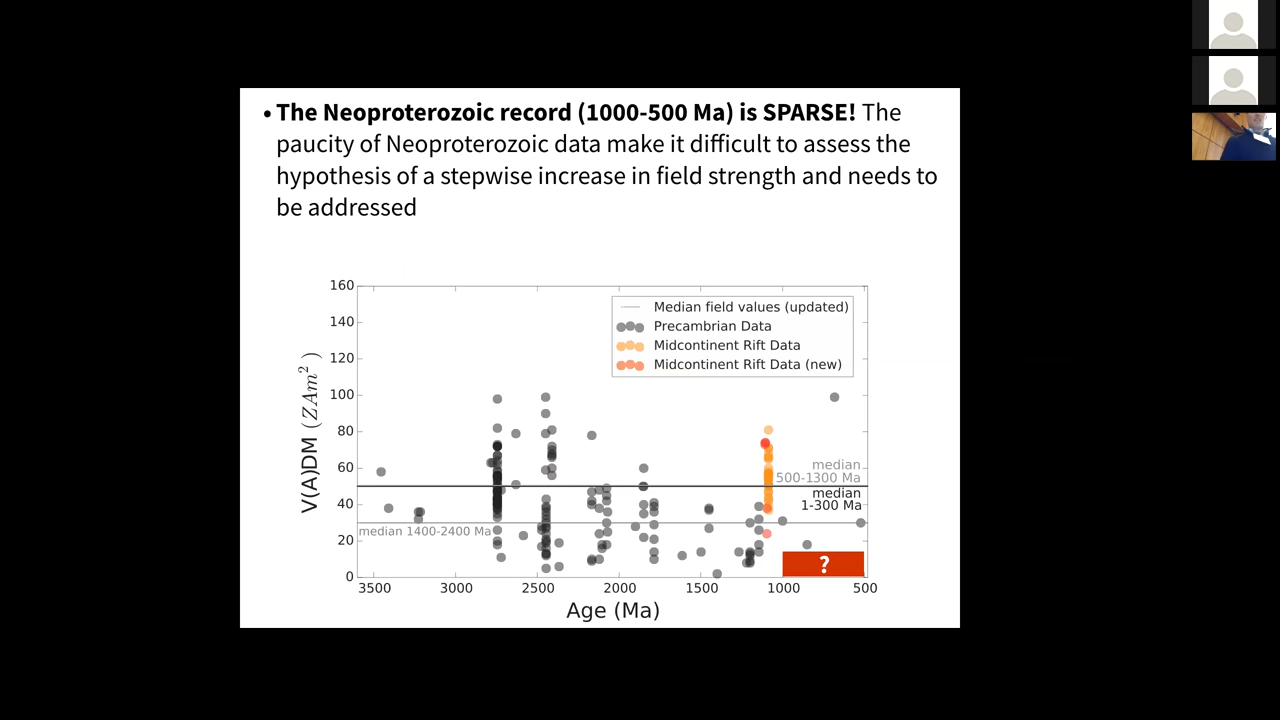 • The Neoproterozoic record (1000-500 Ma) is SPARSE! The
paucity of Neoproterozoic data make it difficult to assess the
hypothesis of a stepwise increase in field strength and needs to
be addressed
160
140
120
100
80
60
40
20
0
V(A)DM (ZAm²)
Median field values (updated)
Precambrian Data
Midcontinent Rift Data
Midcontinent Rift Data (new)
median
500-1300 Ma
median
1-300 Ma
median 1400-2400 Ma
?
3500 3000 2500 2000 1500 1000 500
Age (Ma)